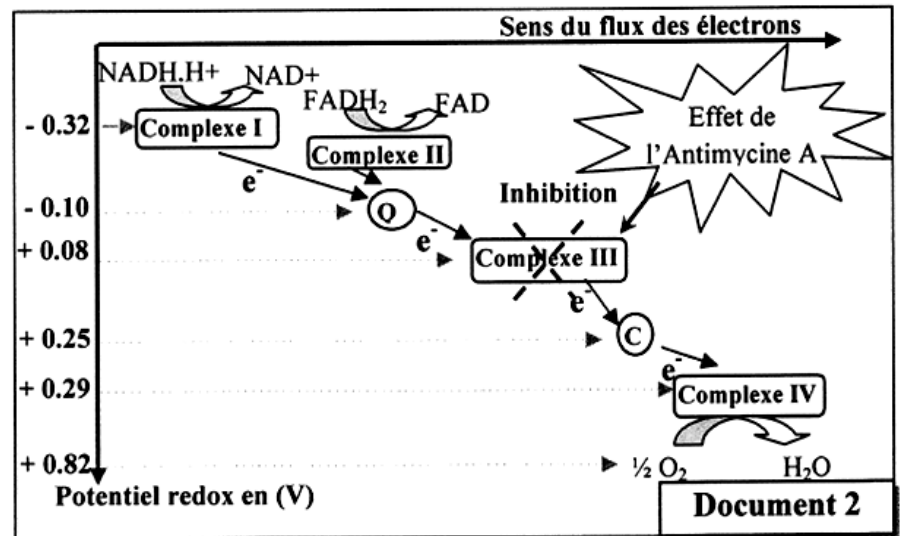 Sens du flux des électrons
NADH.H+ NAD+
FADH₂ FAD
Effet de
l'Antimycine A
- 0.32
Complexe I
Complexe II
e⁻
Inhibition
- 0.10
Q
e⁻
+ 0.08
Complexe III
e⁻
+ 0.25
C
e⁻
+ 0.29
Complexe IV
+ 0.82
½ O₂ H₂O
Potentiel redox en (V)
Document 2